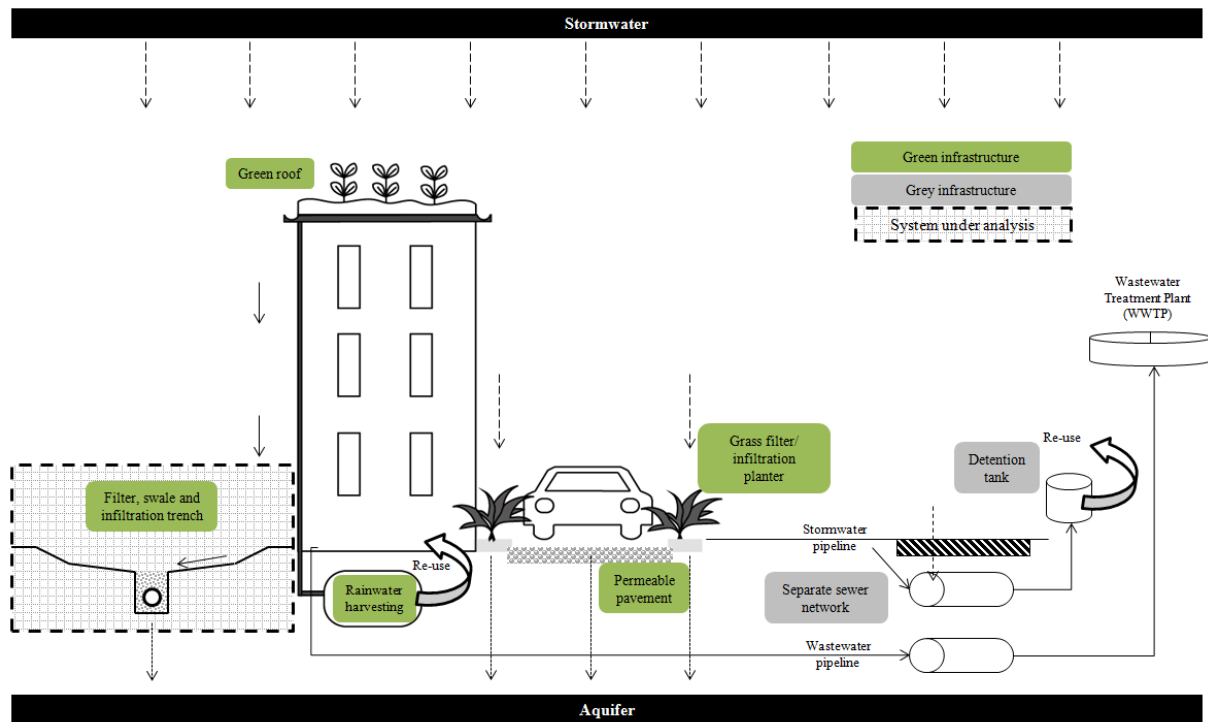 Stormwater
Green roof
Green infrastructure
Grey infrastructure
System under analysis
Wastewater
Treatment Plant
(WWTP)
Grass filter/
infiltration
planter
Re-use
Detention
tank
Filter, swale and
infiltration trench
Stormwater
pipeline
Re-use
Rainwater
harvesting
Permeable
pavement
Separate sewer
network
Wastewater
pipeline
Aquifer